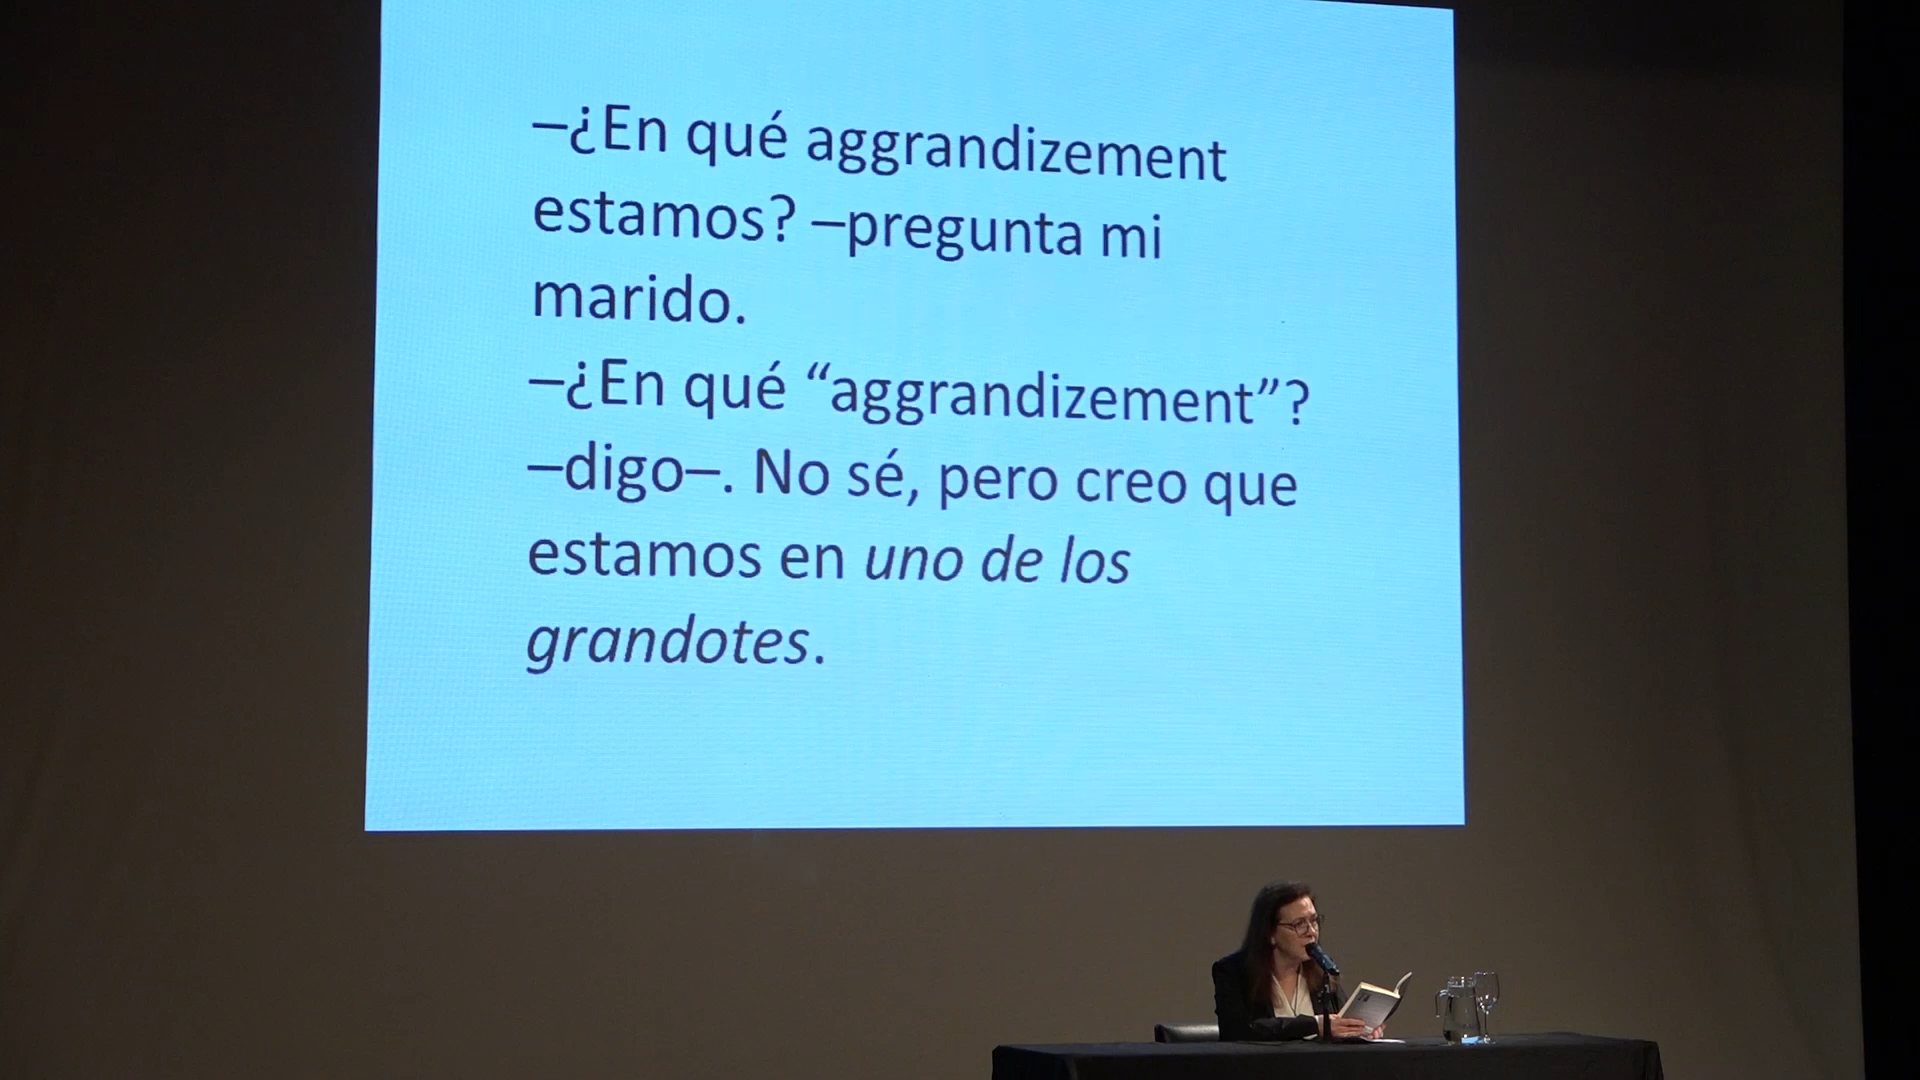 –¿En qué aggrandizement
estamos? –pregunta mi
marido.
–¿En qué “aggrandizement”?
–digo–. No sé, pero creo que
estamos en uno de los
grandotes.